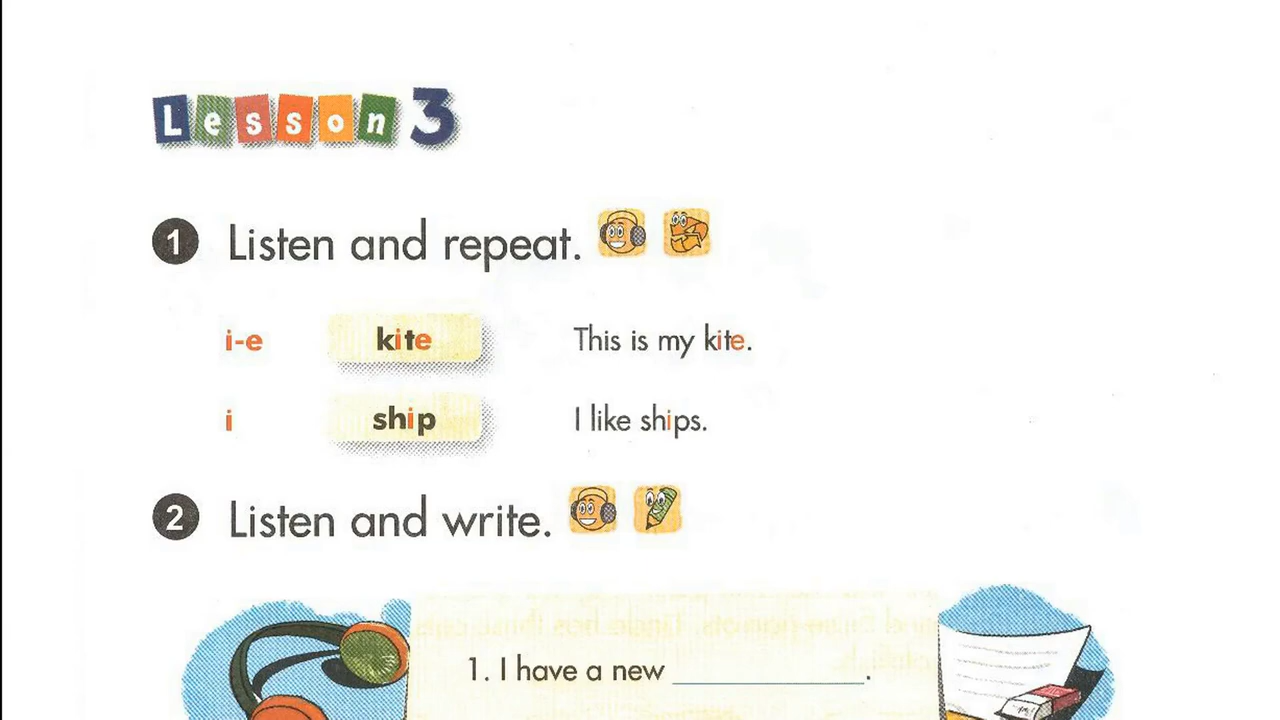 Lesson 3
1 Listen and repeat.
i-e kite This is my kite.
i ship I like ships.
2 Listen and write.
1. I have a new ____________.